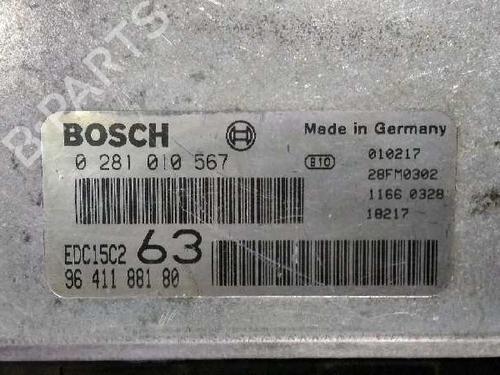 B-PARTS
BOSCH
Made in Germany
0 281 010 567
B10
010217
28FM0302
1166 0328
18217
EDC15C2 63
96 411 881 80